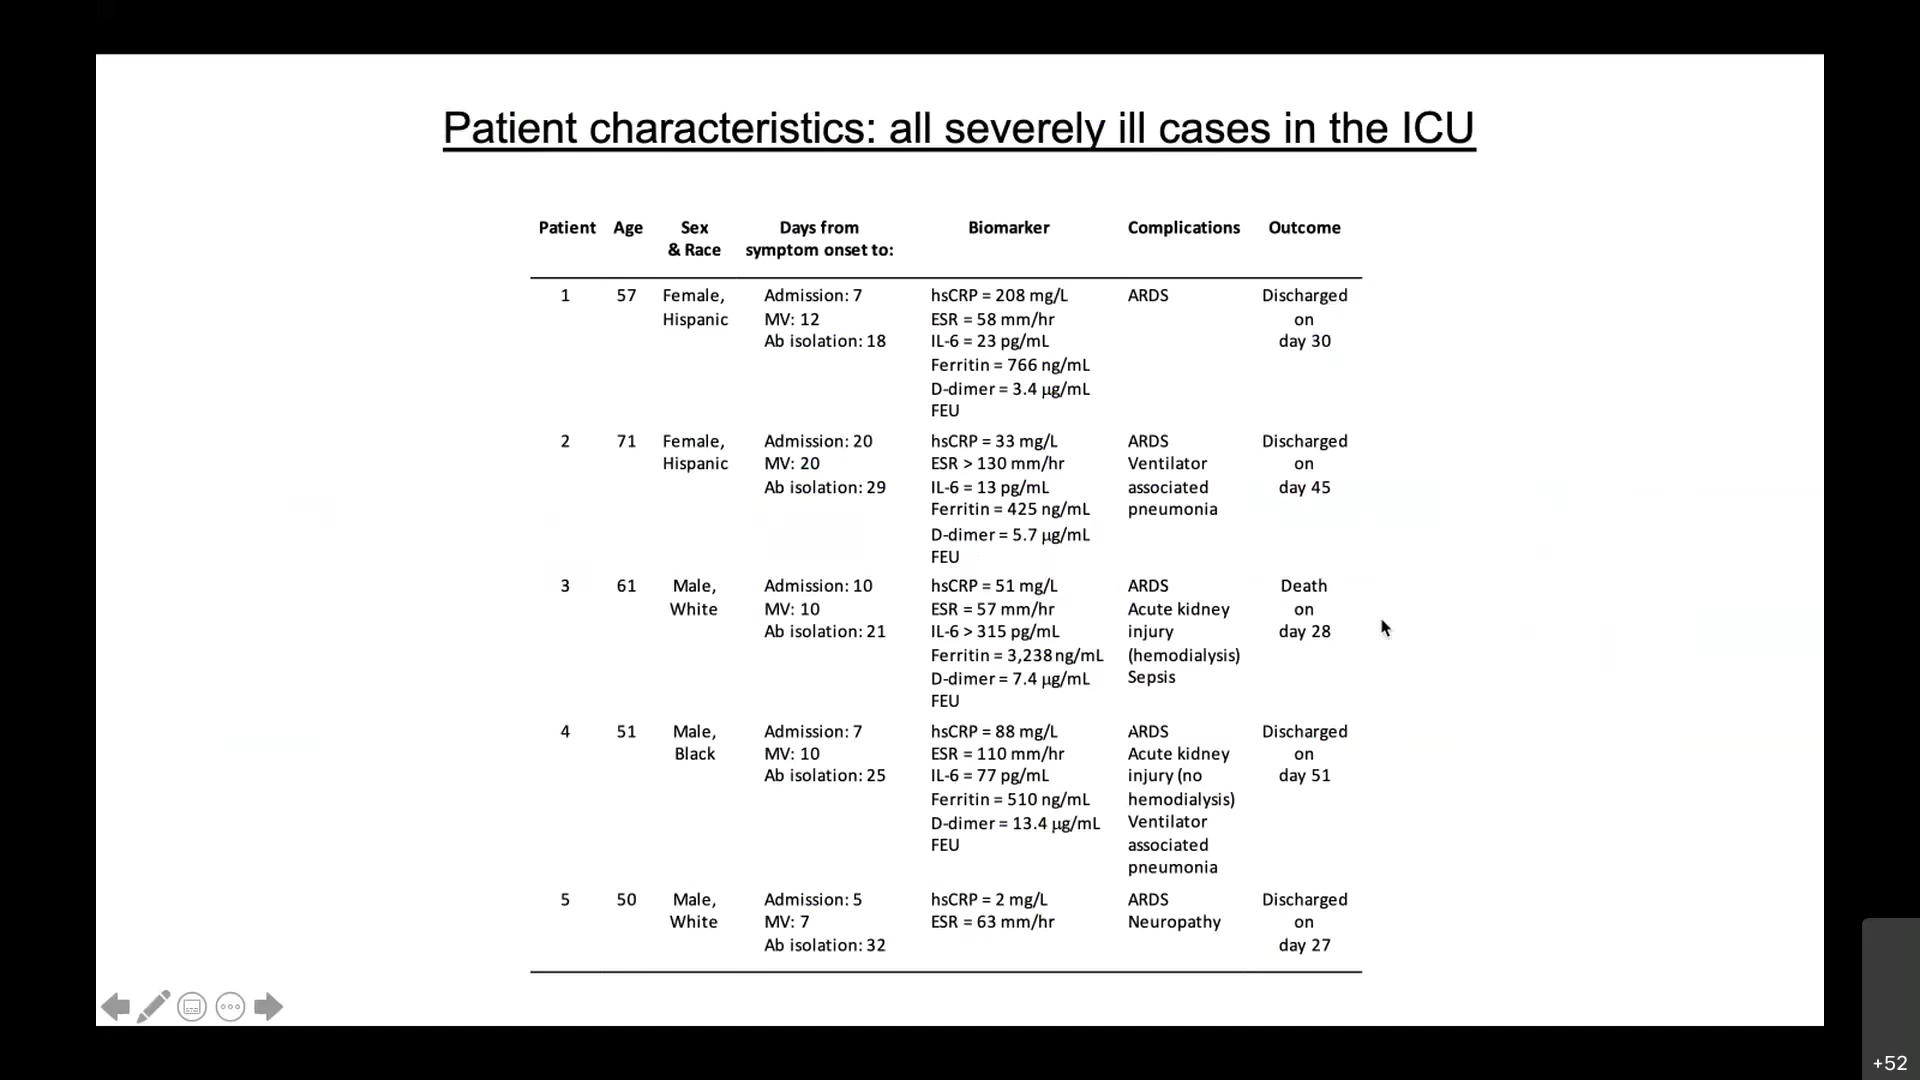 Patient characteristics: all severely ill cases in the ICU
Patient Age Sex & Race Days from symptom onset to: Biomarker Complications Outcome
1 57 Female, Hispanic
Admission: 7
MV: 12
Ab isolation: 18
hsCRP = 208 mg/L
ESR = 58 mm/hr
IL-6 = 23 pg/mL
Ferritin = 766 ng/mL
D-dimer = 3.4 µg/mL
FEU
ARDS
Discharged
on
day 30
2 71 Female, Hispanic
Admission: 20
MV: 20
Ab isolation: 29
hsCRP = 33 mg/L
ESR > 130 mm/hr
IL-6 = 13 pg/mL
Ferritin = 425 ng/mL
D-dimer = 5.7 µg/mL
FEU
ARDS
Ventilator
associated
pneumonia
Discharged
on
day 45
3 61 Male, White
Admission: 10
MV: 10
Ab isolation: 21
hsCRP = 51 mg/L
ESR = 57 mm/hr
IL-6 > 315 pg/mL
Ferritin = 3,238 ng/mL
D-dimer = 7.4 µg/mL
FEU
ARDS
Acute kidney
injury
(hemodialysis)
Sepsis
Death
on
day 28
4 51 Male, Black
Admission: 7
MV: 10
Ab isolation: 25
hsCRP = 88 mg/L
ESR = 110 mm/hr
IL-6 = 77 pg/mL
Ferritin = 510 ng/mL
D-dimer = 13.4 µg/mL
FEU
ARDS
Acute kidney
injury (no
hemodialysis)
Ventilator
associated
pneumonia
Discharged
on
day 51
5 50 Male, White
Admission: 5
MV: 7
Ab isolation: 32
hsCRP = 2 mg/L
ESR = 63 mm/hr
ARDS
Neuropathy
Discharged
on
day 27
+52